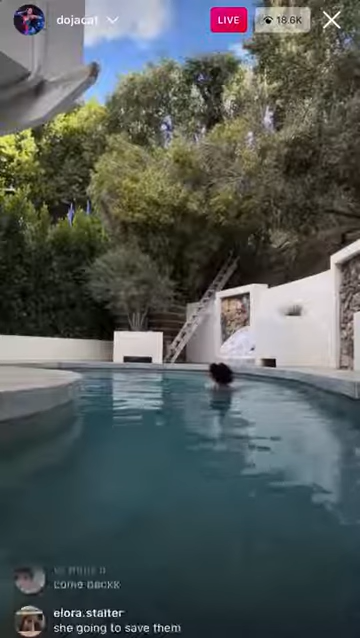 dojacat
LIVE
18.6K
come backk
elora.stalter
she going to save them